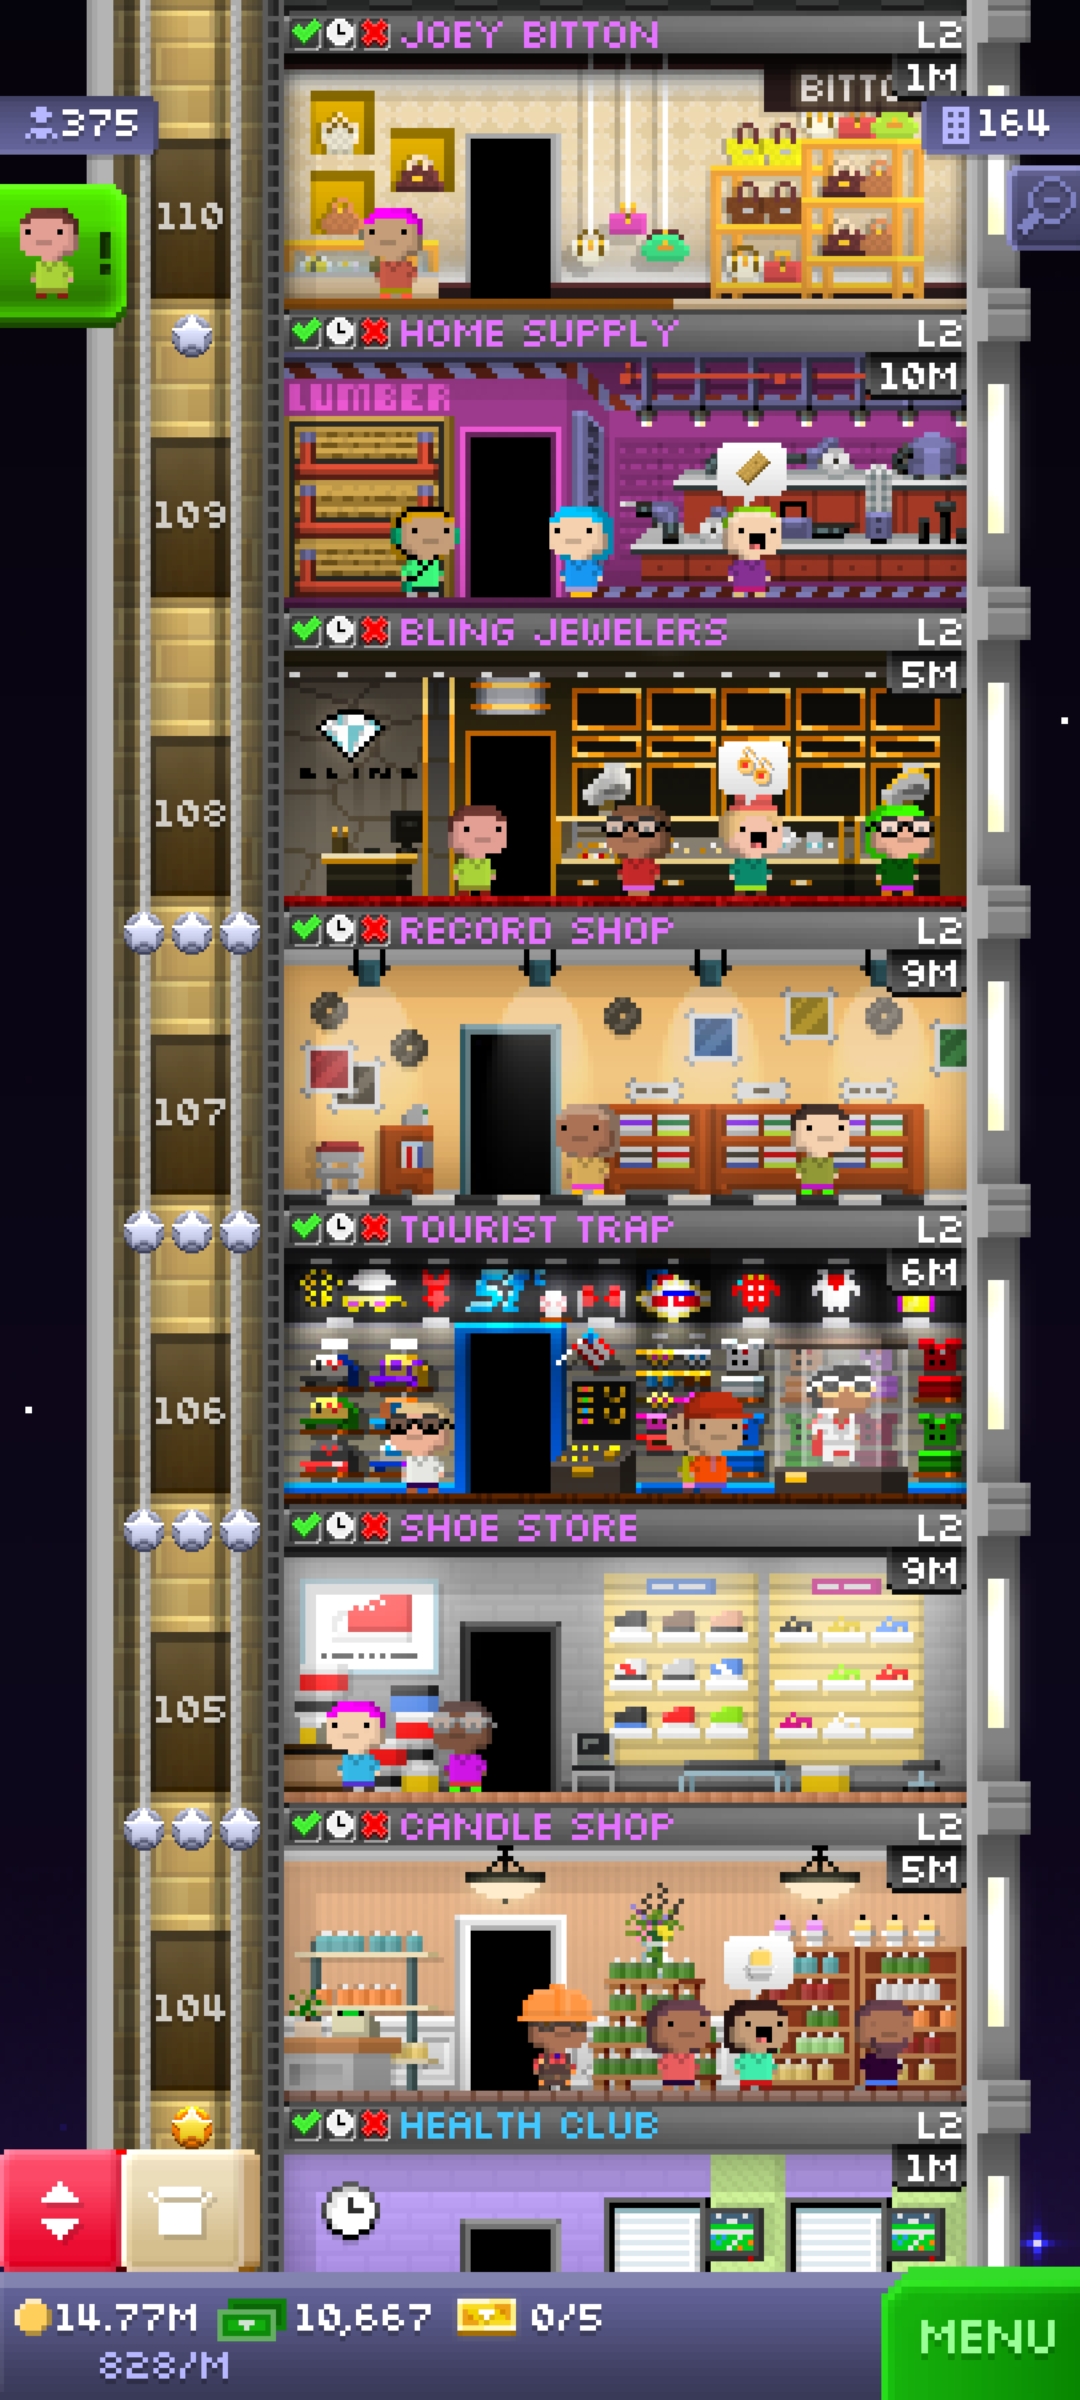 JOEY BITTON L2
1M
BITTO
375
164
110
!
HOME SUPPLY L2
10M
LUMBER
109
BLING JEWELERS L2
5M
BLING
108
RECORD SHOP L2
9M
107
TOURIST TRAP L2
6M
106
SHOE STORE L2
9M
105
CANDLE SHOP L2
5M
104
HEALTH CLUB L2
1M
14.77M 10,667 0/5
828/M
MENU